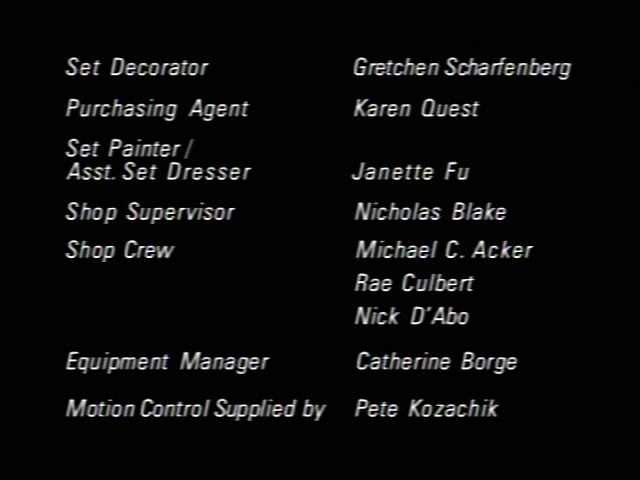 Set Decorator Gretchen Scharfenberg
Purchasing Agent Karen Quest
Set Painter /
Asst. Set Dresser Janette Fu
Shop Supervisor Nicholas Blake
Shop Crew Michael C. Acker
Rae Culbert
Nick D'Abo
Equipment Manager Catherine Borge
Motion Control Supplied by Pete Kozachik